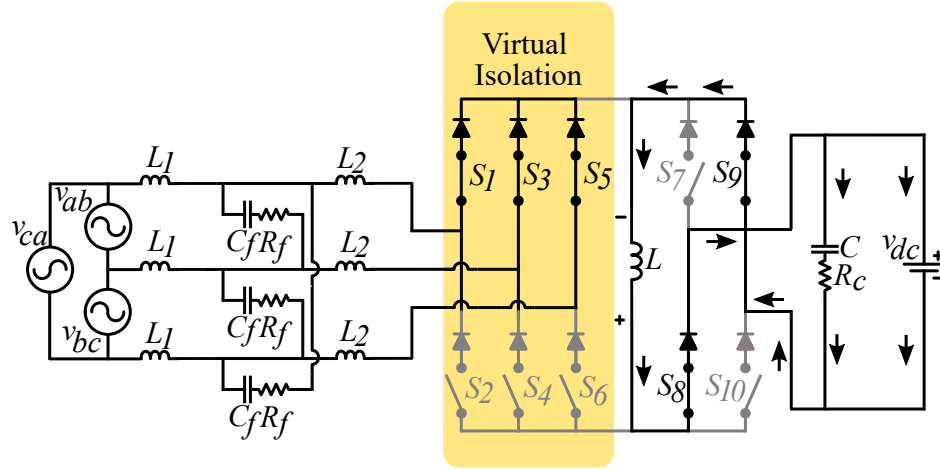 Virtual
Isolation
L1
L2
vab
vca
CfRf
S1
S3
S5
S7
S9
L1
L2
-
L
C
Rc
vdc
+
-
vbc
CfRf
+
L1
L2
S2
S4
S6
S8
S10
CfRf